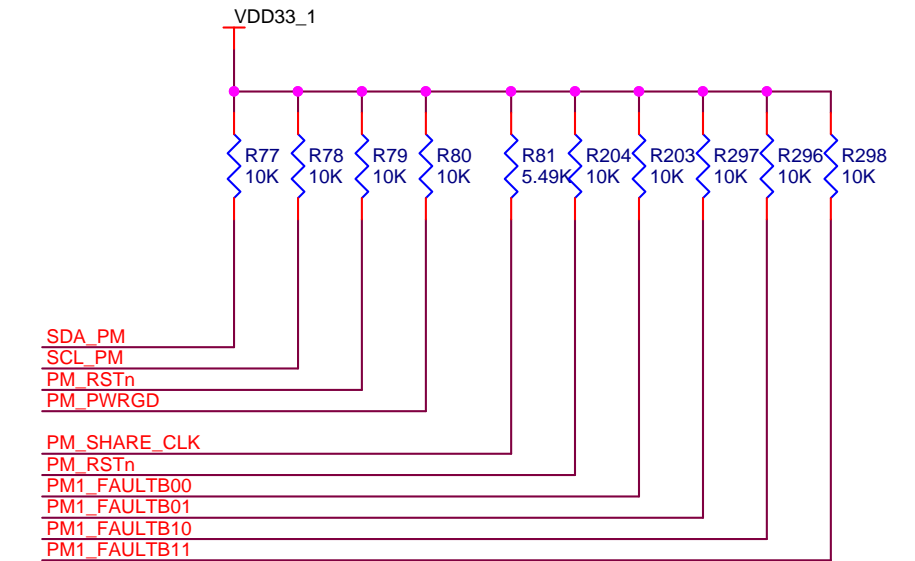 VDD33_1
R77 R78 R79 R80 R81 R204 R203 R297 R296 R298
10K 10K 10K 10K 5.49K 10K 10K 10K 10K 10K
SDA_PM
SCL_PM
PM_RSTn
PM_PWRGD
PM_SHARE_CLK
PM_RSTn
PM1_FAULTB00
PM1_FAULTB01
PM1_FAULTB10
PM1_FAULTB11